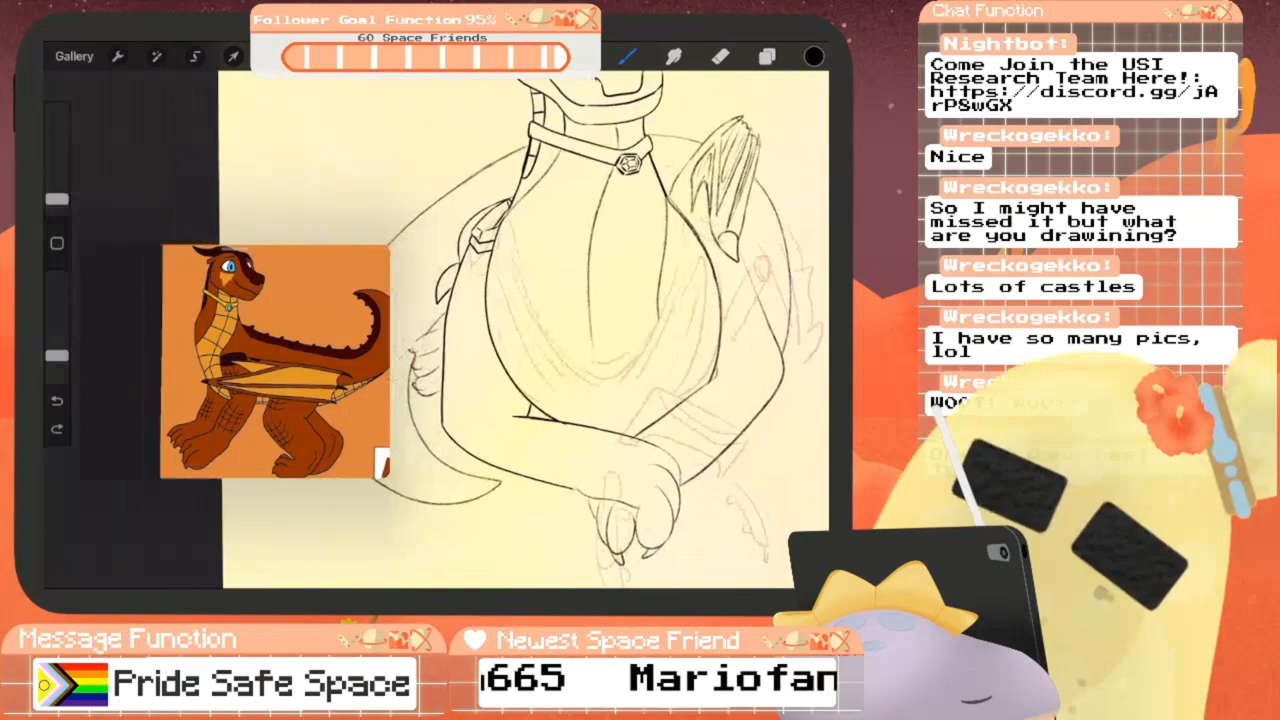 Follower Goal Function 95%
60 Space Friends
Gallery
Chat Function
Nightbot:
Come Join the USI
Research Team Here!:
https://discord.gg/jA
rP8wGX
Wreckogekko:
Nice
Wreckogekko:
So I might have
missed it but what
are you drawining?
Wreckogekko:
Lots of castles
Wreckogekko:
I have so many pics,
lol
Message Function
Pride Safe Space
Newest Space Friend
665 Mariofan